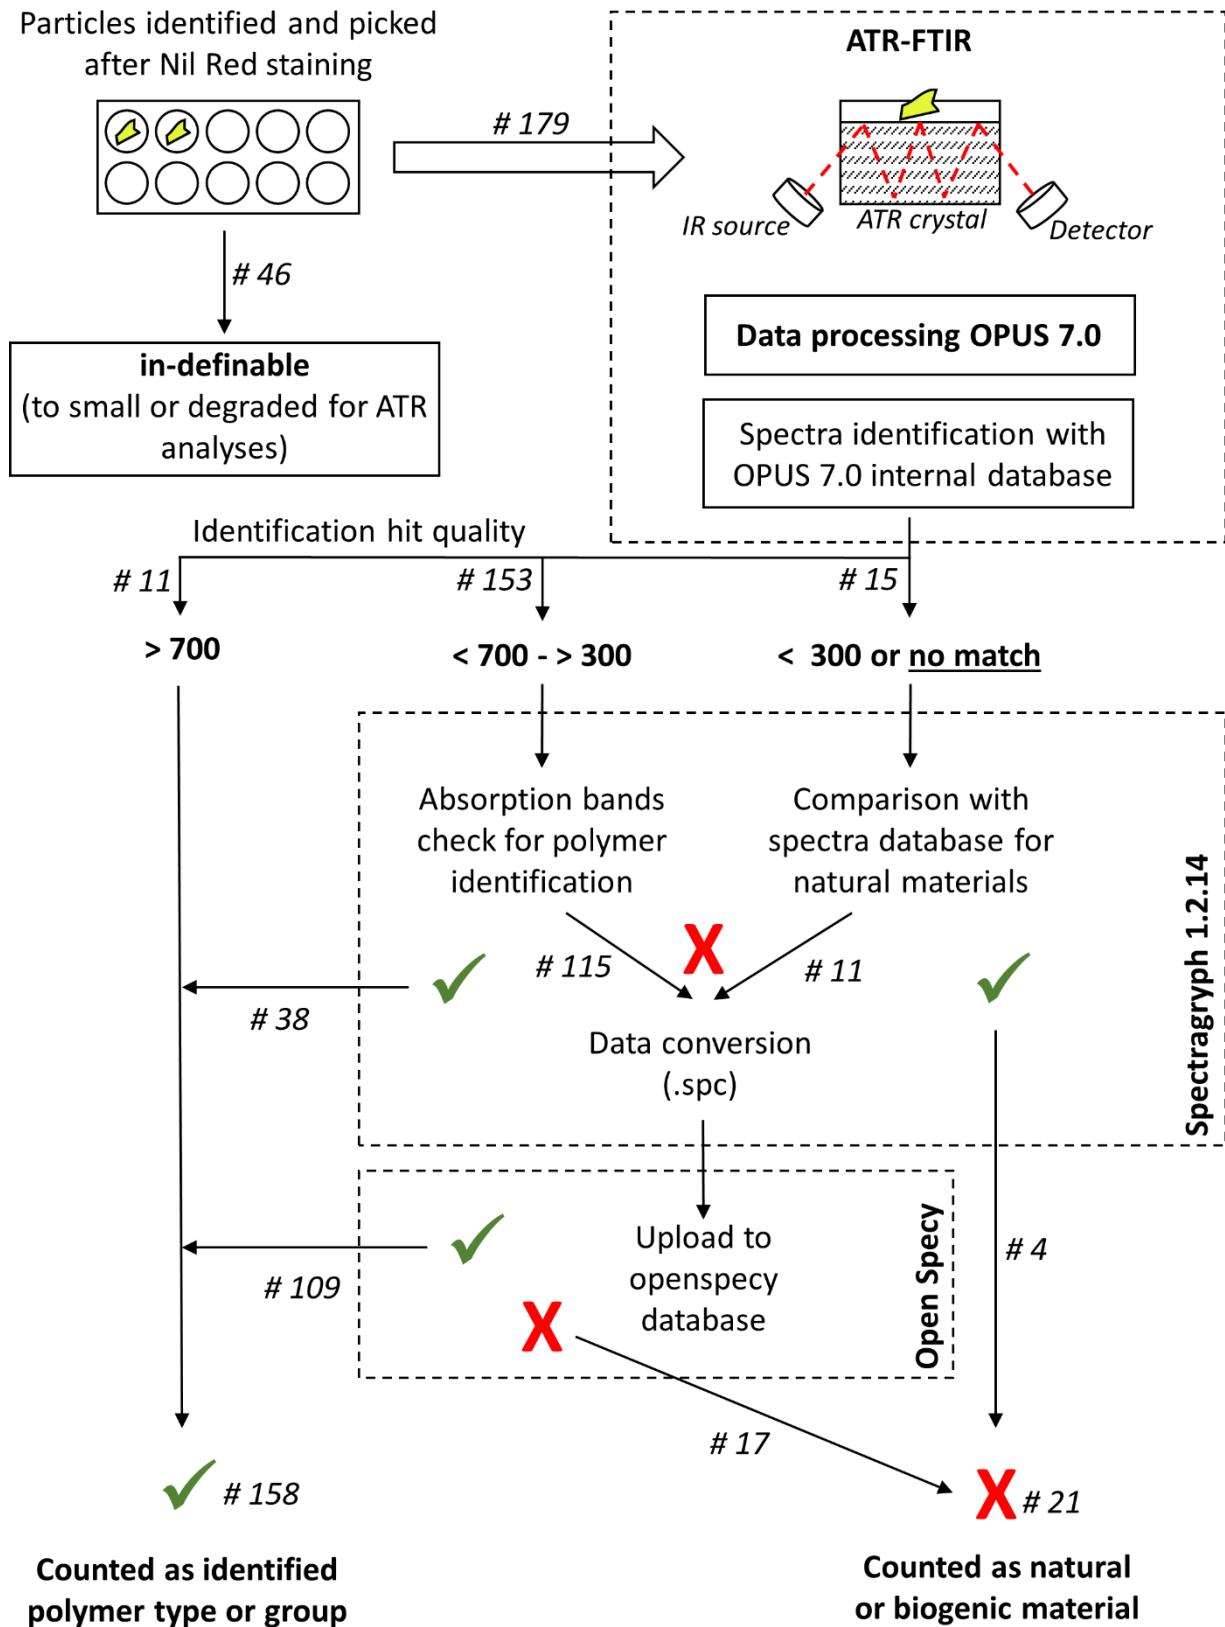 Particles identified and picked
after Nil Red staining
# 179
ATR-FTIR
IR source
ATR crystal
Detector
# 46
in-definable
(to small or degraded for ATR
analyses)
Data processing OPUS 7.0
Spectra identification with
OPUS 7.0 internal database
Identification hit quality
# 11
# 153
# 15
> 700
< 700 - > 300
< 300 or no match
Absorption bands
check for polymer
identification
Comparison with
spectra database for
natural materials
X
# 115
# 11
# 38
Data conversion
(.spc)
Spectragryph 1.2.14
Upload to
openspecy
database
Open Specy
# 109
X
# 4
# 17
# 158
X # 21
Counted as identified
polymer type or group
Counted as natural
or biogenic material